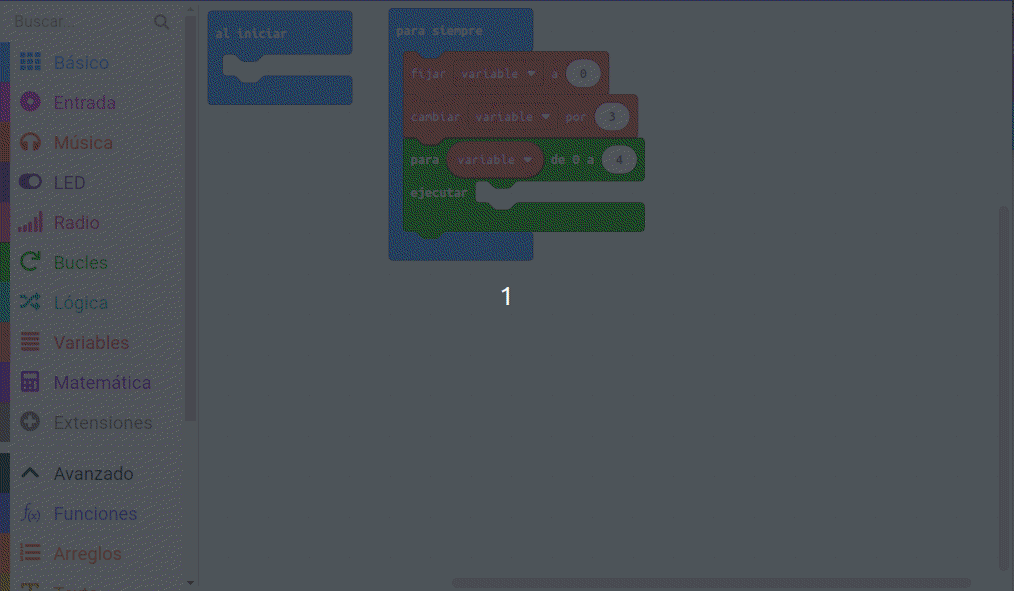 Buscar...
Básico
Entrada
Música
LED
Radio
Bucles
Lógica
Variables
Matemática
Extensiones
Avanzado
Funciones
Arreglos
al iniciar
para siempre
fijar variable a 0
cambiar variable por 3
para variable de 0 a 4
ejecutar
1